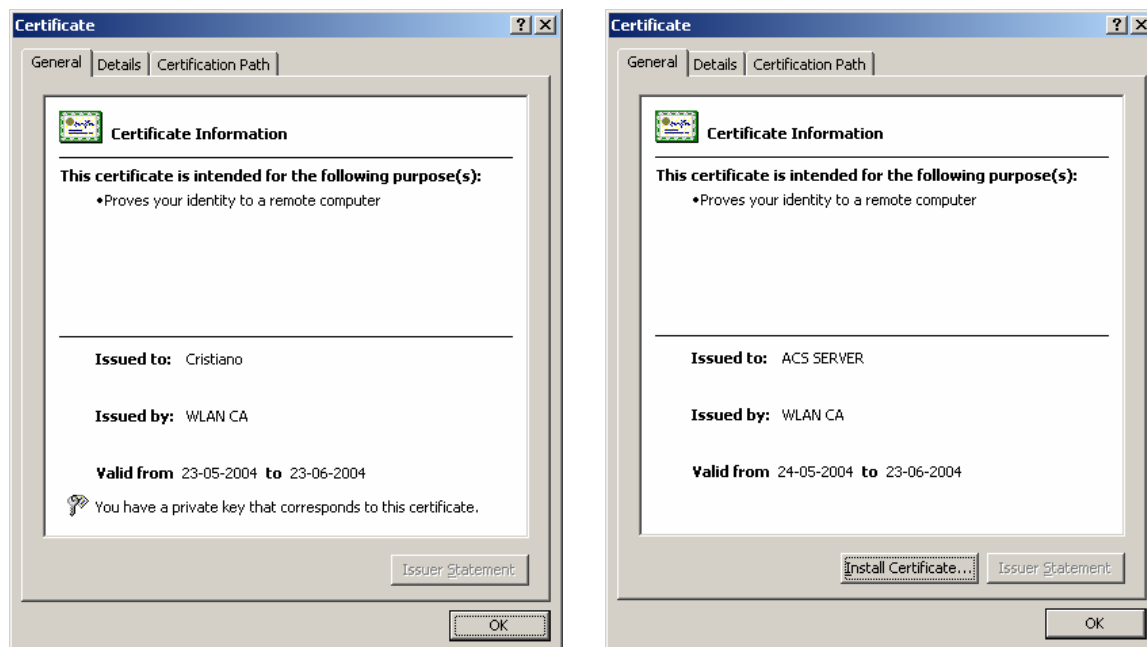 Certificate
General Details Certification Path
Certificate Information
This certificate is intended for the following purpose(s):
•Proves your identity to a remote computer
Issued to: Cristiano
Issued by: WLAN CA
Valid from 23-05-2004 to 23-06-2004
You have a private key that corresponds to this certificate.
Issuer Statement
OK
Certificate
General Details Certification Path
Certificate Information
This certificate is intended for the following purpose(s):
•Proves your identity to a remote computer
Issued to: ACS SERVER
Issued by: WLAN CA
Valid from 24-05-2004 to 23-06-2004
Install Certificate... Issuer Statement
OK